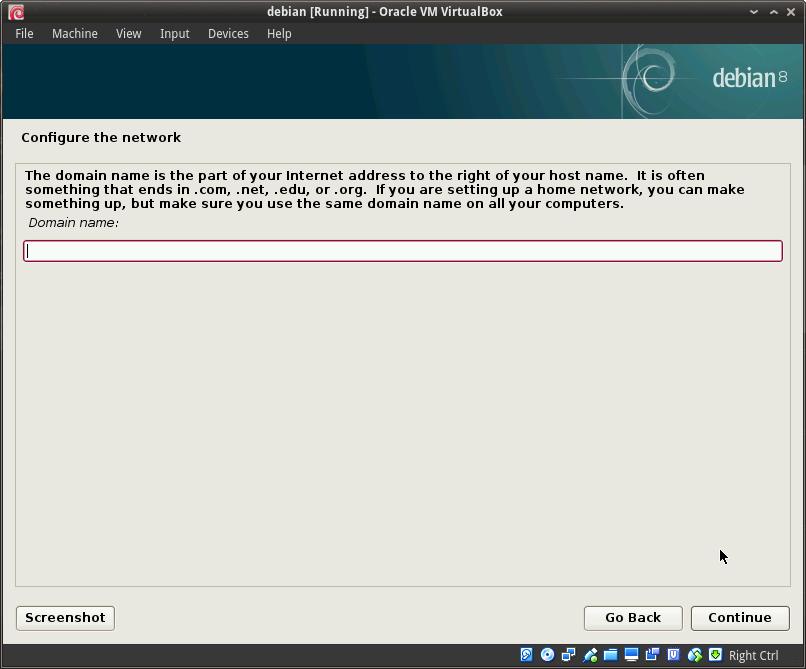 debian [Running] - Oracle VM VirtualBox
File Machine View Input Devices Help
debian 8
Configure the network
The domain name is the part of your Internet address to the right of your host name.  It is often
something that ends in .com, .net, .edu, or .org.  If you are setting up a home network, you can make
something up, but make sure you use the same domain name on all your computers.
Domain name:
Screenshot Go Back Continue
Right Ctrl